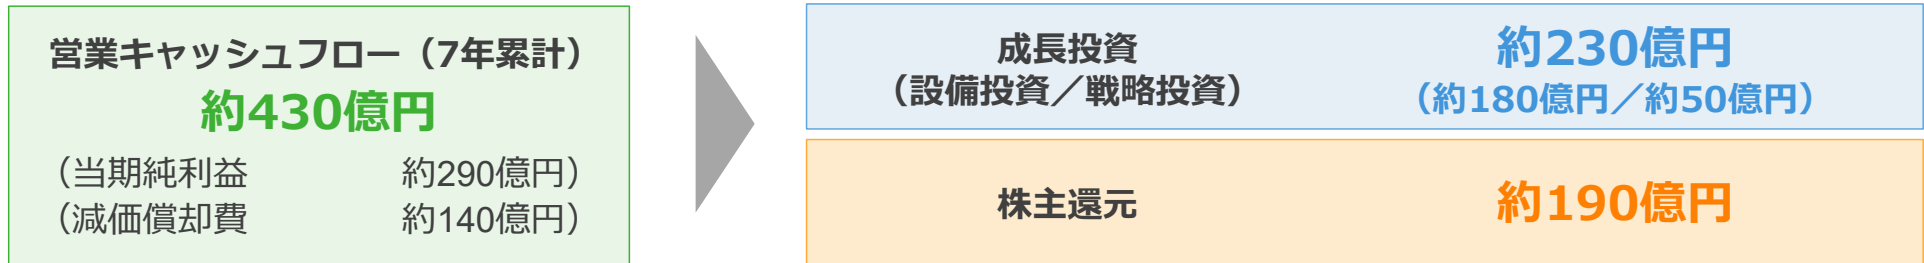 営業キャッシュフロー（7年累計）
約430億円
（当期純利益 約290億円）
（減価償却費 約140億円）
成長投資
（設備投資／戦略投資）
約230億円
（約180億円／約50億円）
株主還元
約190億円